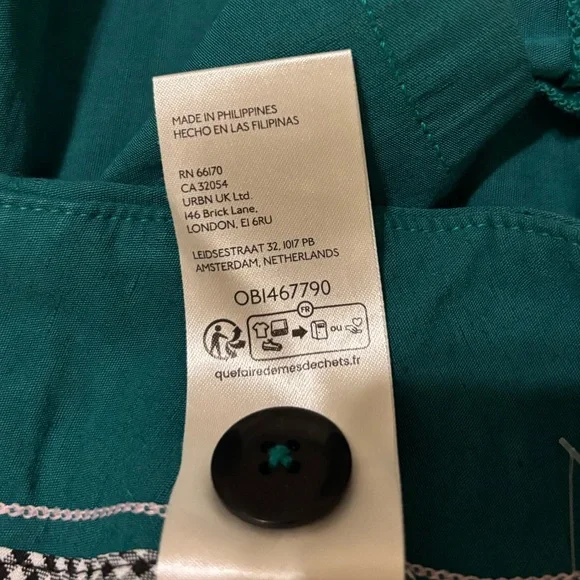 MADE IN PHILIPPINES
HECHO EN LAS FILIPINAS
RN 66170
CA 32054
URBN UK Ltd
146 Brick Lane,
LONDON, E1 6RU
LEIDSESTRAAT 32, 1017 PB
AMSTERDAM, NETHERLANDS
OB1467790
FR
ou
quefairedemesdechets.fr